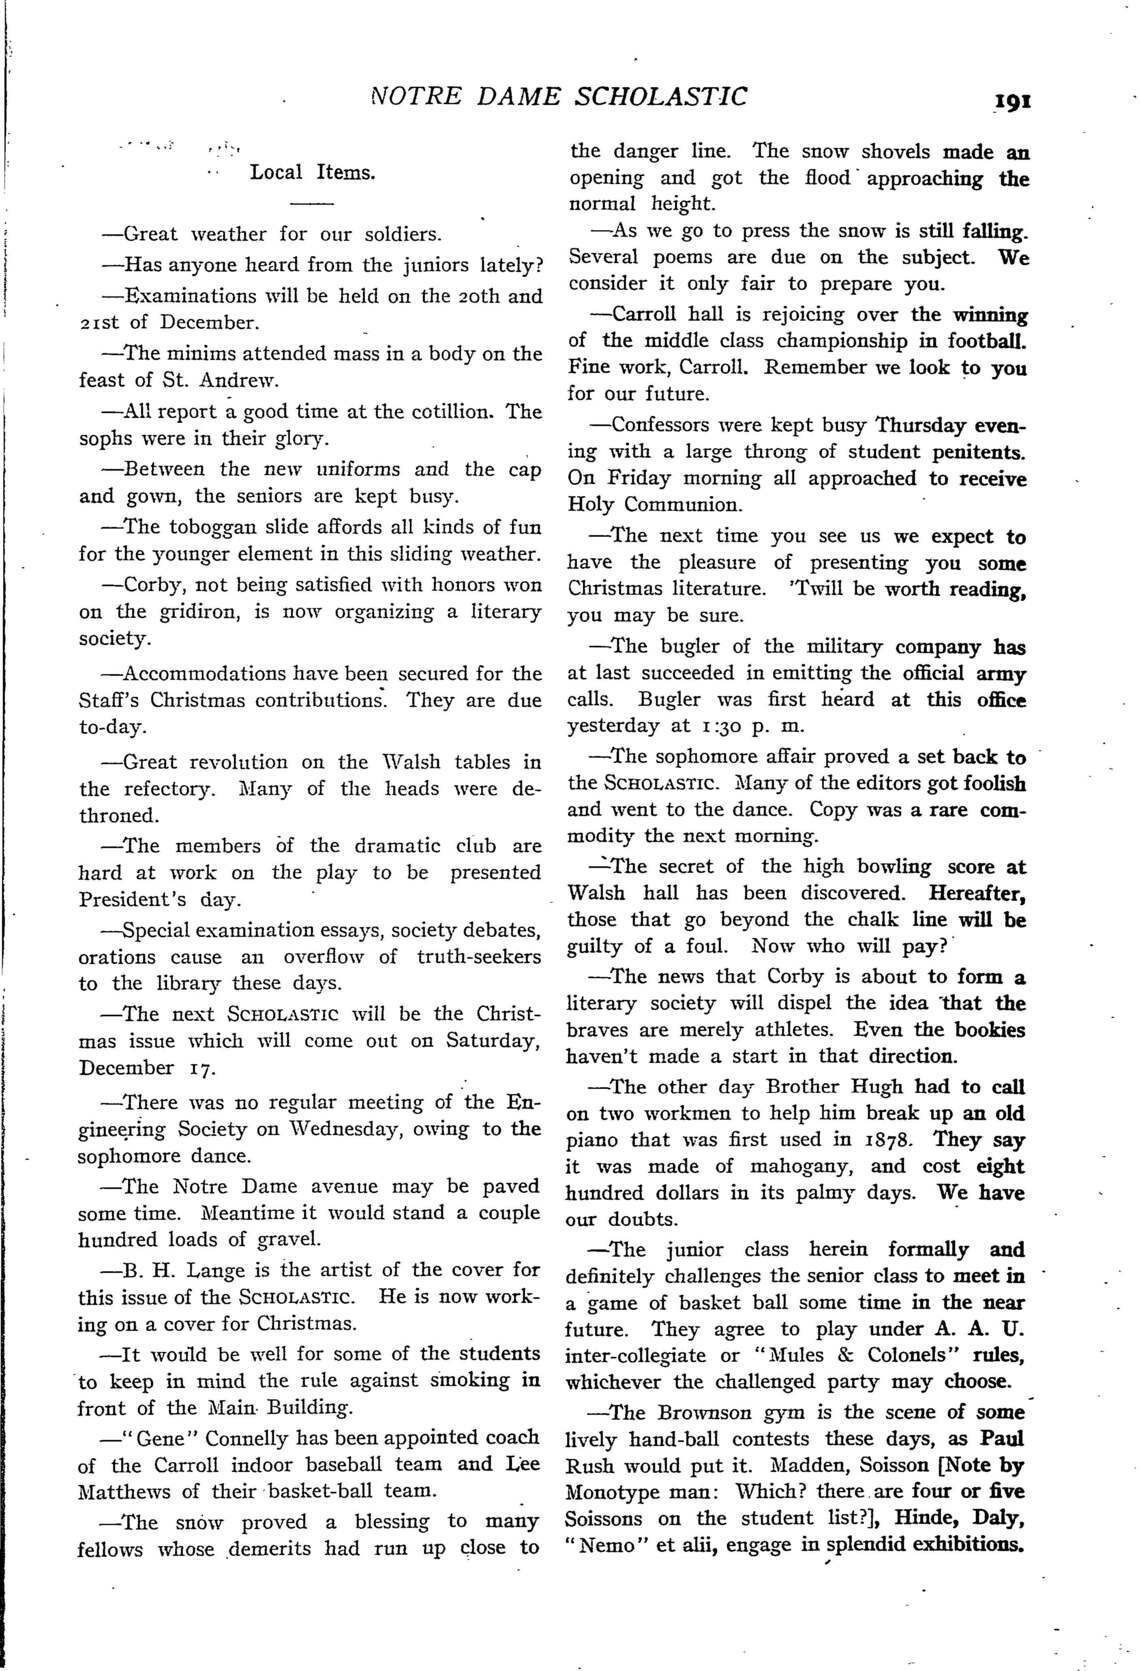 NOTRE DAME SCHOLASTIC 191
Local Items.
—Great weather for our soldiers.
—Has anyone heard from the juniors lately?
—Examinations will be held on the 20th and
21st of December.
—The minims attended mass in a body on the
feast of St. Andrew.
—All report a good time at the cotillion. The
sophs were in their glory.
—Between the new uniforms and the cap
and gown, the seniors are kept busy.
—The toboggan slide affords all kinds of fun
for the younger element in this sliding weather.
—Corby, not being satisfied with honors won
on the gridiron, is now organizing a literary
society.
—Accommodations have been secured for the
Staff's Christmas contributions. They are due
to-day.
—Great revolution on the Walsh tables in
the refectory. Many of the heads were de-
throned.
—The members of the dramatic club are
hard at work on the play to be presented
President's day.
—Special examination essays, society debates,
orations cause an overflow of truth-seekers
to the library these days.
—The next SCHOLASTIC will be the Christ-
mas issue which will come out on Saturday,
December 17.
—There was no regular meeting of the En-
gineering Society on Wednesday, owing to the
sophomore dance.
—The Notre Dame avenue may be paved
some time. Meantime it would stand a couple
hundred loads of gravel.
—B. H. Lange is the artist of the cover for
this issue of the SCHOLASTIC. He is now work-
ing on a cover for Christmas.
—It would be well for some of the students
to keep in mind the rule against smoking in
front of the Main Building.
—"Gene" Connelly has been appointed coach
of the Carroll indoor baseball team and Lee
Matthews of their basket-ball team.
—The snow proved a blessing to many
fellows whose demerits had run up close to
the danger line. The snow shovels made an
opening and got the flood approaching the
normal height.
—As we go to press the snow is still falling.
Several poems are due on the subject. We
consider it only fair to prepare you.
—Carroll hall is rejoicing over the winning
of the middle class championship in football.
Fine work, Carroll. Remember we look to you
for our future.
—Confessors were kept busy Thursday even-
ing with a large throng of student penitents.
On Friday morning all approached to receive
Holy Communion.
—The next time you see us we expect to
have the pleasure of presenting you some
Christmas literature. 'Twill be worth reading,
you may be sure.
—The bugler of the military company has
at last succeeded in emitting the official army
calls. Bugler was first heard at this office
yesterday at 1:30 p. m.
—The sophomore affair proved a set back to
the SCHOLASTIC. Many of the editors got foolish
and went to the dance. Copy was a rare com-
modity the next morning.
—The secret of the high bowling score at
Walsh hall has been discovered. Hereafter,
those that go beyond the chalk line will be
guilty of a foul. Now who will pay?
—The news that Corby is about to form a
literary society will dispel the idea that the
braves are merely athletes. Even the bookies
haven't made a start in that direction.
—The other day Brother Hugh had to call
on two workmen to help him break up an old
piano that was first used in 1878. They say
it was made of mahogany, and cost eight
hundred dollars in its palmy days. We have
our doubts.
—The junior class herein formally and
definitely challenges the senior class to meet in
a game of basket ball some time in the near
future. They agree to play under A. A. U.
inter-collegiate or "Mules & Colonels" rules,
whichever the challenged party may choose.
—The Brownson gym is the scene of some
lively hand-ball contests these days, as Paul
Rush would put it. Madden, Soisson [Note by
Monotype man: Which? there are four or five
Soissons on the student list?], Hinde, Daly,
"Nemo" et alii, engage in splendid exhibitions.